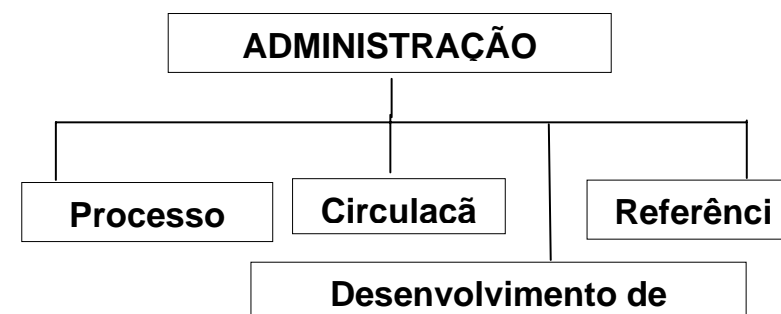 ADMINISTRAÇÃO
Processo
Circulacã
Referênci
Desenvolvimento de